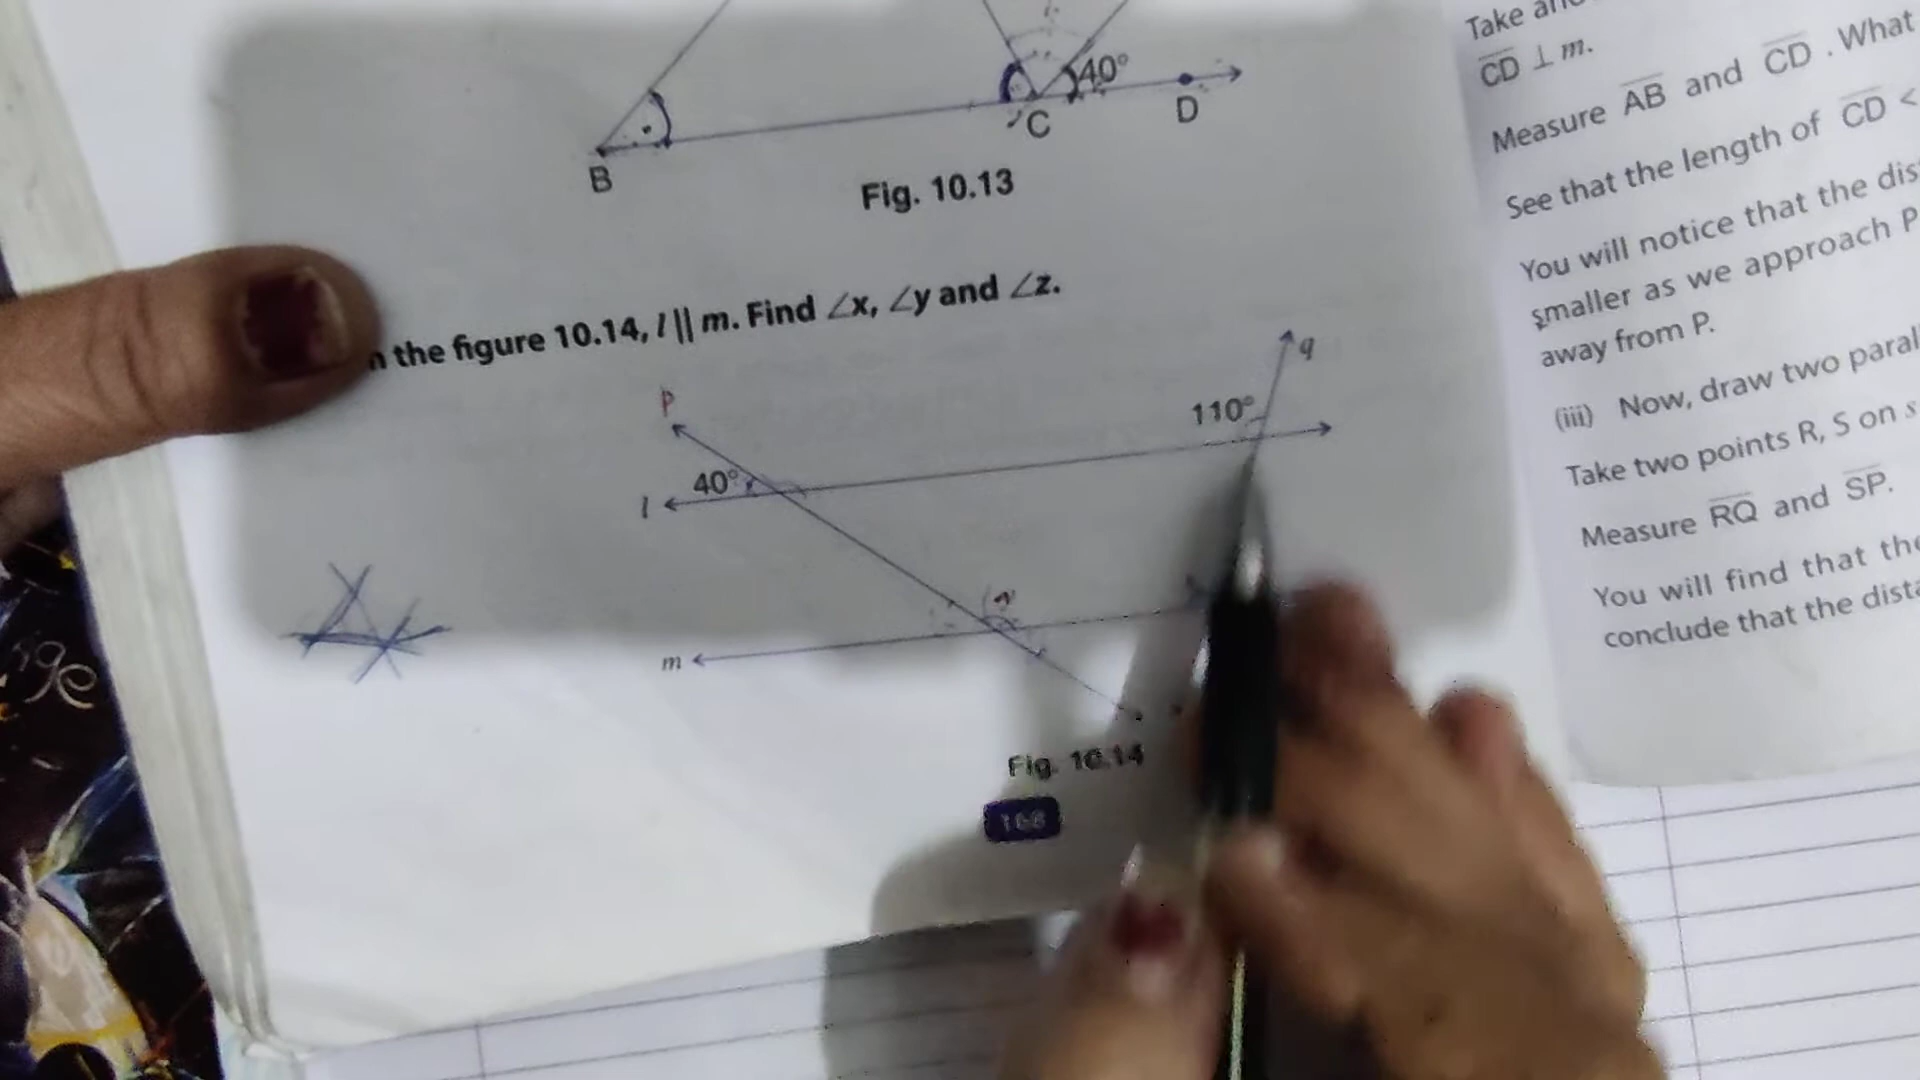 40°
C
D
B
Fig. 10.13
n the figure 10.14, l || m. Find ∠x, ∠y and ∠z.
P
q
110°
40°
l
m
Fig. 10.14
168
CD ⊥ m.
Measure AB and CD . What
See that the length of CD <
You will notice that the dis
smaller as we approach P
away from P.
(iii) Now, draw two paral
Take two points R, S on s
Measure RQ and SP.
You will find that the
conclude that the dista